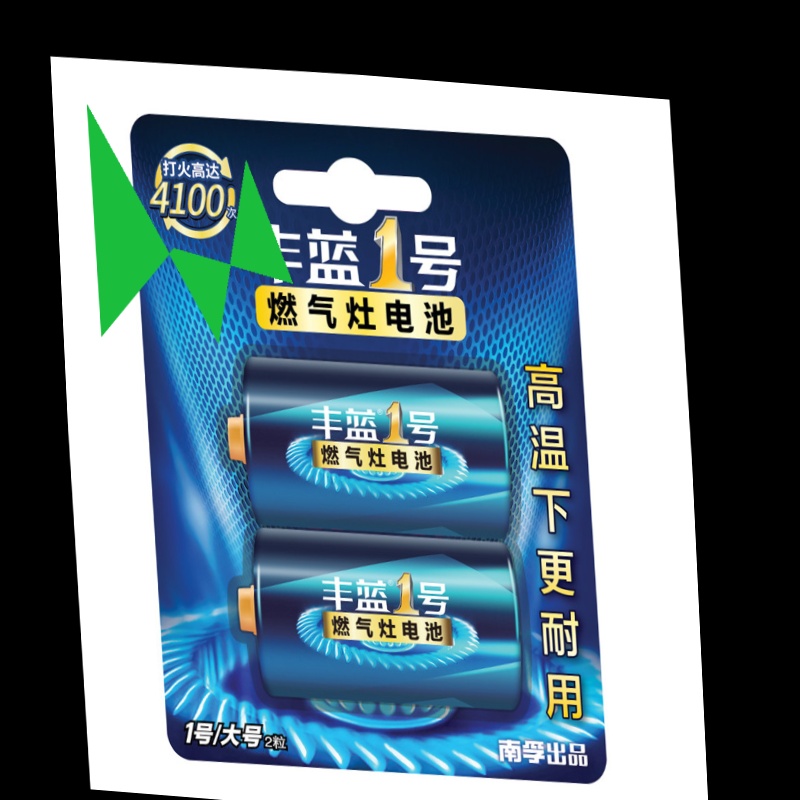 打火高达
4100次
丰蓝1号
燃气灶电池
高温下更耐用
丰蓝1号
燃气灶电池
丰蓝1号
燃气灶电池
1号/大号 2粒
南孚出品